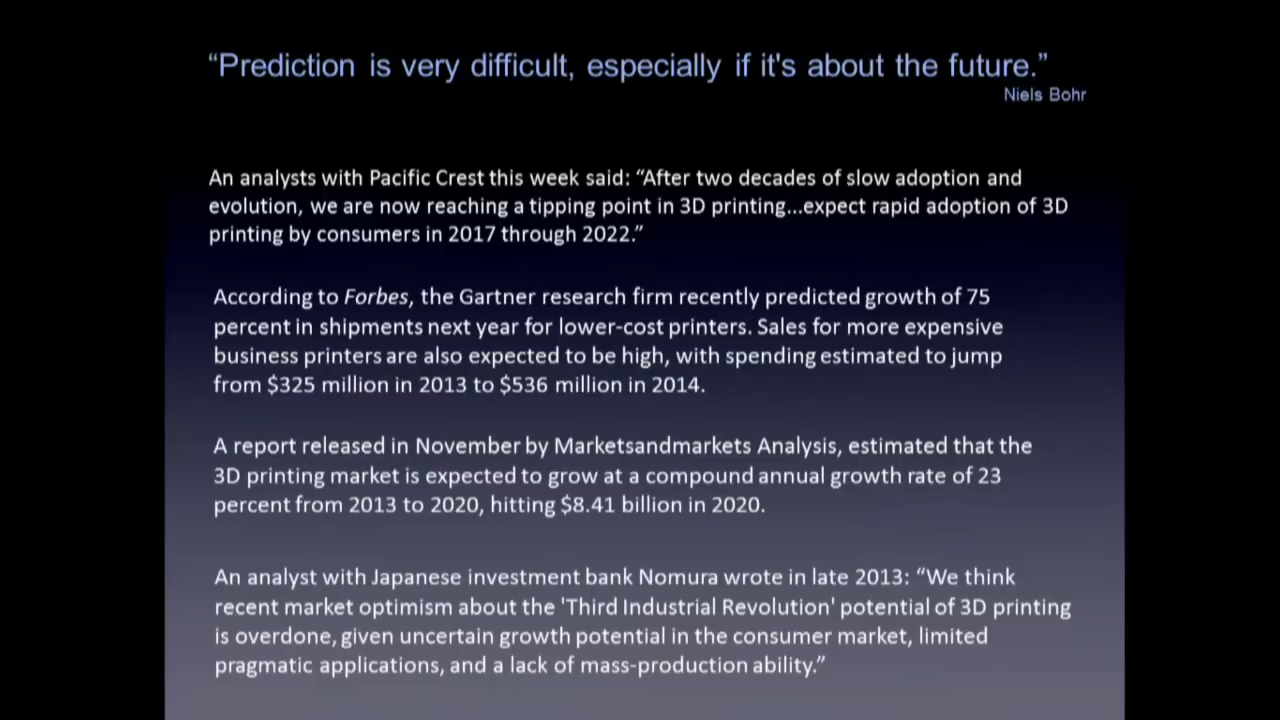 “Prediction is very difficult, especially if it's about the future.”
Niels Bohr
An analysts with Pacific Crest this week said: “After two decades of slow adoption and
evolution, we are now reaching a tipping point in 3D printing...expect rapid adoption of 3D
printing by consumers in 2017 through 2022.”
According to Forbes, the Gartner research firm recently predicted growth of 75
percent in shipments next year for lower-cost printers. Sales for more expensive
business printers are also expected to be high, with spending estimated to jump
from $325 million in 2013 to $536 million in 2014.
A report released in November by Marketsandmarkets Analysis, estimated that the
3D printing market is expected to grow at a compound annual growth rate of 23
percent from 2013 to 2020, hitting $8.41 billion in 2020.
An analyst with Japanese investment bank Nomura wrote in late 2013: “We think
recent market optimism about the 'Third Industrial Revolution' potential of 3D printing
is overdone, given uncertain growth potential in the consumer market, limited
pragmatic applications, and a lack of mass-production ability.”